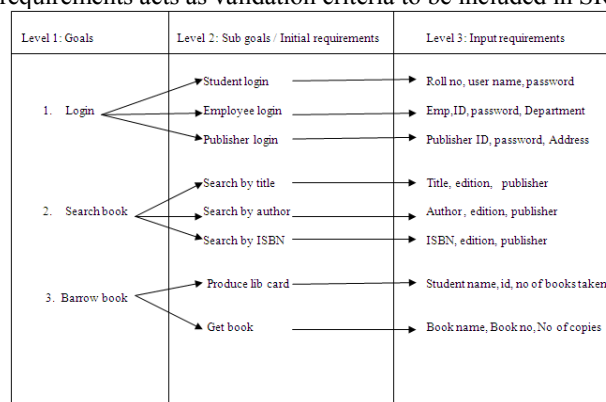 requirements acts as validation criteria to be included in SR
Level 1: Goals Level 2: Sub goals / Initial requirements Level 3: Input requirements
Student login Roll no, user name, password
1. Login Employee login Emp,ID, password, Department
Publisher login Publisher ID, password, Address
Search by title Title, edition, publisher
2. Search book Search by author Author, edition, publisher
Search by ISBN ISBN, edition, publisher
Produce lib card Student name, id, no of books taken
3. Barrow book
Get book Book name, Book no, No of copies